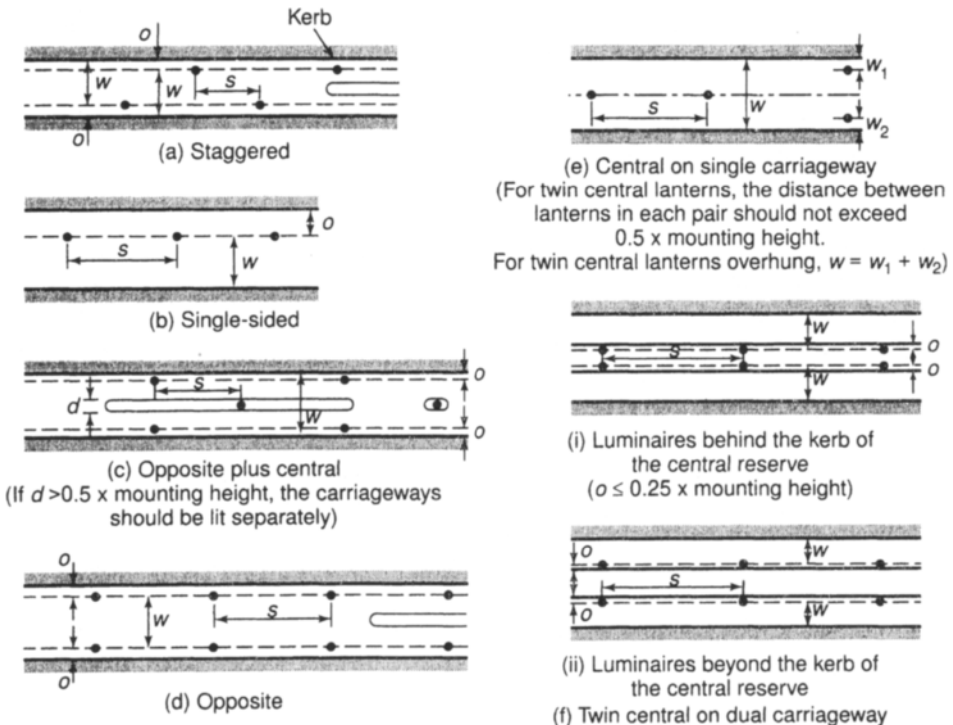 Kerb
o
w
w
s
o
(a) Staggered
o
s
w
(b) Single-sided
s
o
d
w
o
(c) Opposite plus central
(If d >0.5 x mounting height, the carriageways
should be lit separately)
o
w
s
o
(d) Opposite
w1
s
w
w2
(e) Central on single carriageway
(For twin central lanterns, the distance between
lanterns in each pair should not exceed
0.5 x mounting height.
For twin central lanterns overhung, w = w1 + w2)
w
s
o
o
w
(i) Luminaires behind the kerb of
the central reserve
(o ≤ 0.25 x mounting height)
o
w
s
o
w
(ii) Luminaires beyond the kerb of
the central reserve
(f) Twin central on dual carriageway